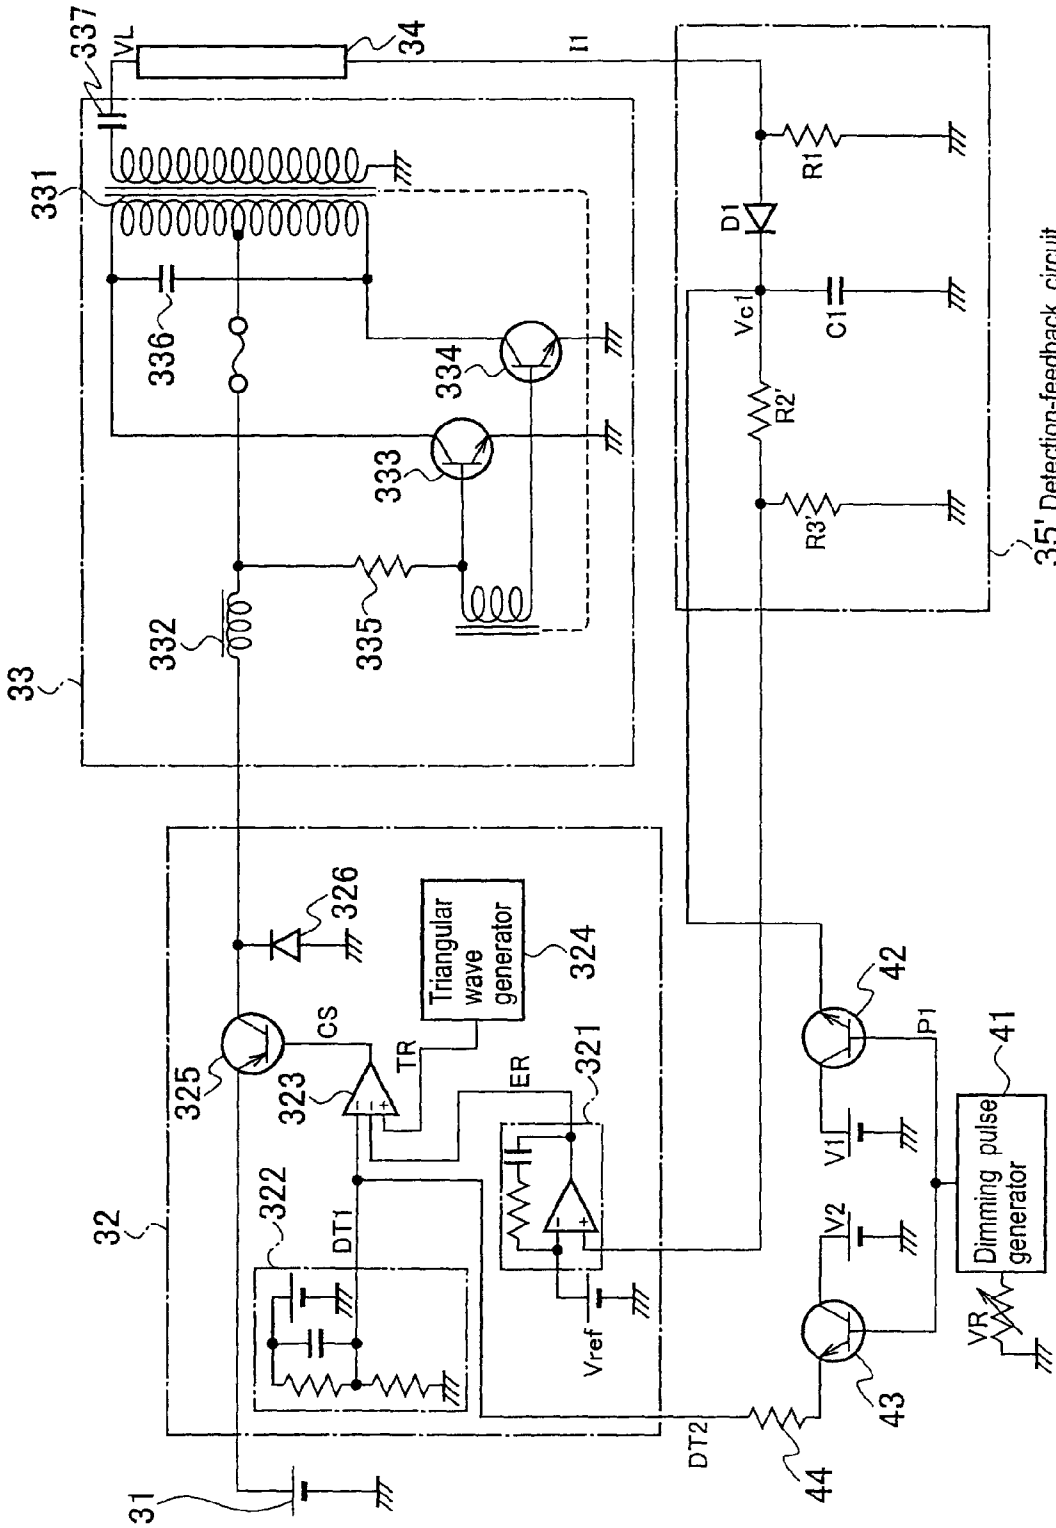 337
VL
34
331
I1
336
334
333
332
335
33
R1
D1
Vc1
C1
R2'
R3'
35' Detection-feedback circuit
32
325
326
CS
323
TR
Triangular
wave
generator
324
ER
321
322
DT1
Vref
31
DT2
44
43
42
V1
V2
P1
41
Dimming pulse
generator
VR